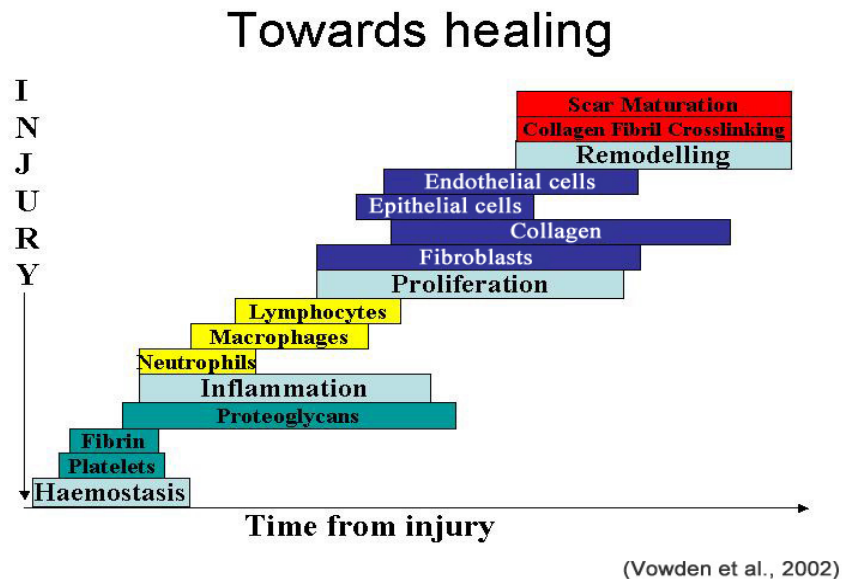 Towards healing
I
N
J
U
R
Y
Scar Maturation
Collagen Fibril Crosslinking
Remodelling
Endothelial cells
Epithelial cells
Collagen
Fibroblasts
Proliferation
Lymphocytes
Macrophages
Neutrophils
Inflammation
Proteoglycans
Fibrin
Platelets
Haemostasis
Time from injury
(Vowden et al., 2002)